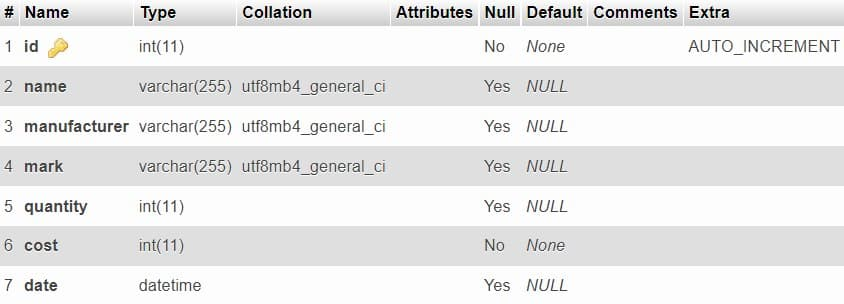 # Name Type Collation Attributes Null Default Comments Extra
1 id int(11) No None AUTO_INCREMENT
2 name varchar(255) utf8mb4_general_ci Yes NULL
3 manufacturer varchar(255) utf8mb4_general_ci Yes NULL
4 mark varchar(255) utf8mb4_general_ci Yes NULL
5 quantity int(11) Yes NULL
6 cost int(11) No None
7 date datetime Yes NULL